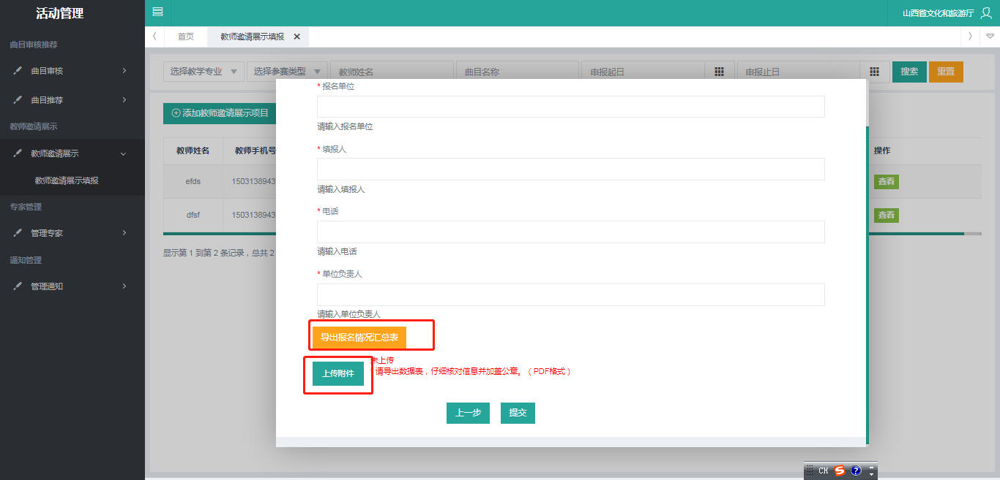 活动管理
山西省文化和旅游厅
首页
教师邀请展示填报
曲目审核推荐
曲目审核
曲目推荐
教师邀请展示
教师邀请展示
教师邀请展示填报
专家管理
管理专家
通知管理
管理通知
选择教学专业
选择参赛类型
教师姓名
曲目名称
申报起日
申报止日
搜索
重置
添加教师邀请展示项目
教师姓名
教师手机号
操作
efds
1503138943
查看
dfsf
1503138943
查看
显示第 1 到第 2 条记录，总共 2
* 报名单位
请输入报名单位
* 填报人
请输入填报人
* 电话
请输入电话
* 单位负责人
请输入单位负责人
导出报名情况汇总表
上传附件
未上传
* 请导出数据表，仔细核对信息并加盖公章。（PDF格式）
上一步
提交
CH